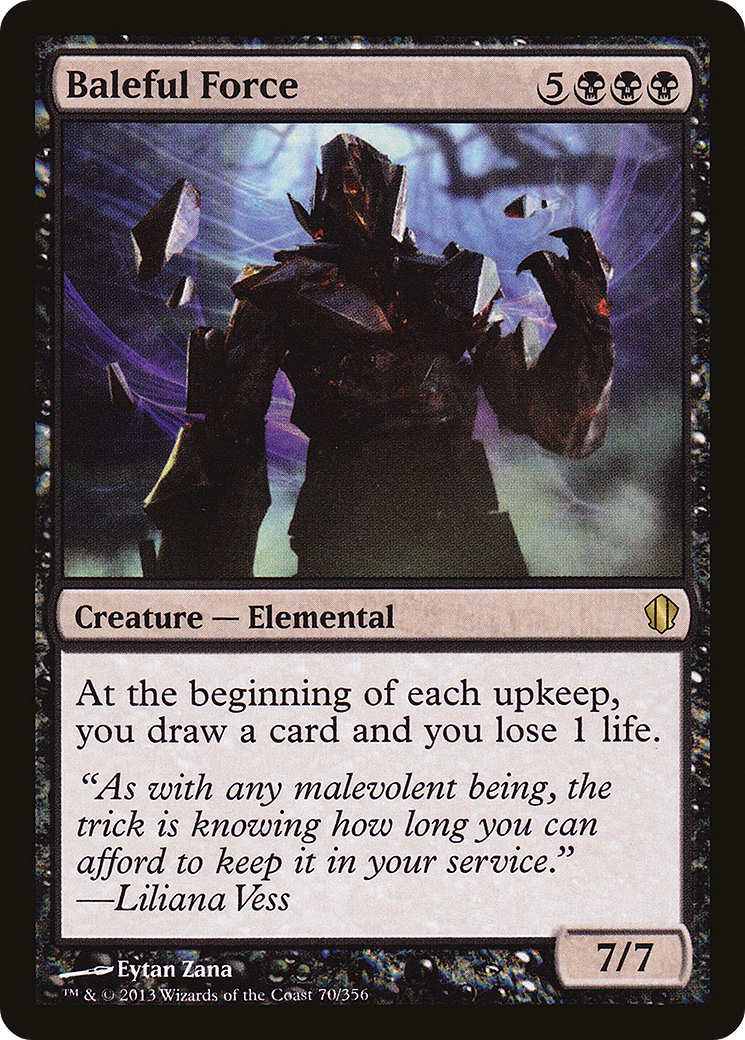 Baleful Force 5
Creature — Elemental
At the beginning of each upkeep,
you draw a card and you lose 1 life.
“As with any malevolent being, the
trick is knowing how long you can
afford to keep it in your service.”
—Liliana Vess
7/7
Eytan Zana
™ & © 2013 Wizards of the Coast 70/356